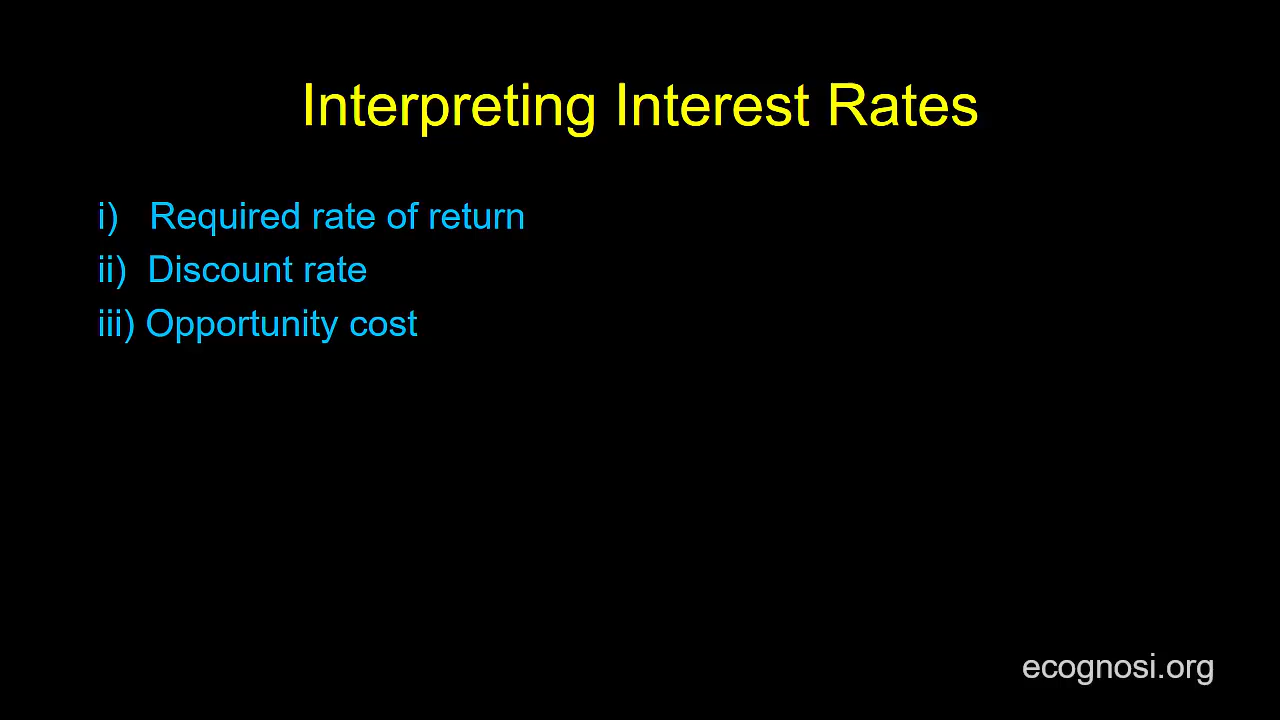 Interpreting Interest Rates
i) Required rate of return
ii) Discount rate
iii) Opportunity cost
ecognosi.org